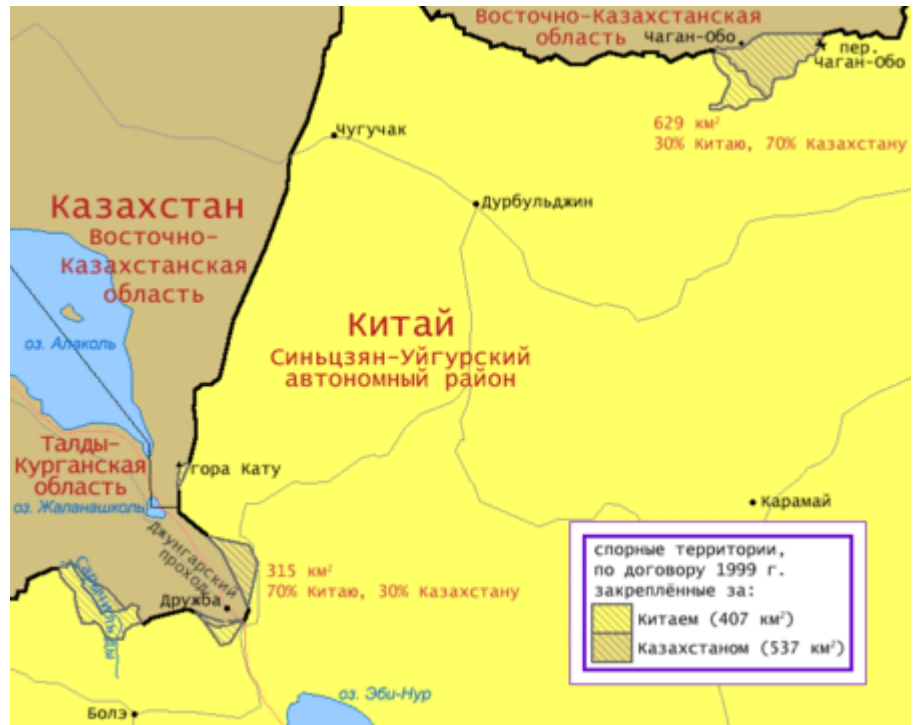 Восточно-Казахстанская
область
Чаган-Обо
пер.
Чаган-Обо
629 км²
30% Китаю, 70% Казахстану
Чугучак
Дурбульджин
Казахстан
Восточно-
Казахстанская
область
оз. Алаколь
Китай
Синьцзян-Уйгурский
автономный район
Талды-
Курганская
область
гора Кату
оз. Жаланашколь
Карамай
Джунгарский
проход
315 км²
70% Китаю, 30% Казахстану
Дружба
спорные территории,
по договору 1999 г.
закреплённые за:
Китаем (407 км²)
Казахстаном (537 км²)
оз. Эби-Нур
Болэ